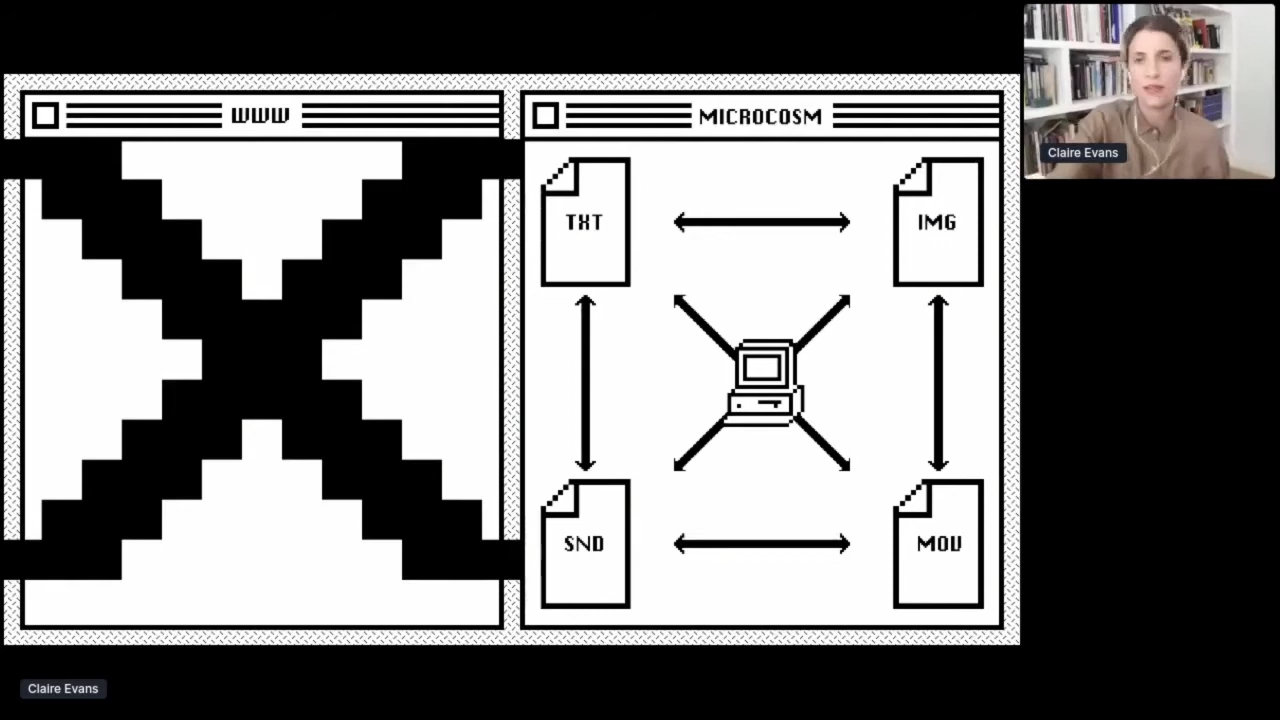 WWW
MICROCOSM
TXT
IMG
SND
MOV
Claire Evans
Claire Evans